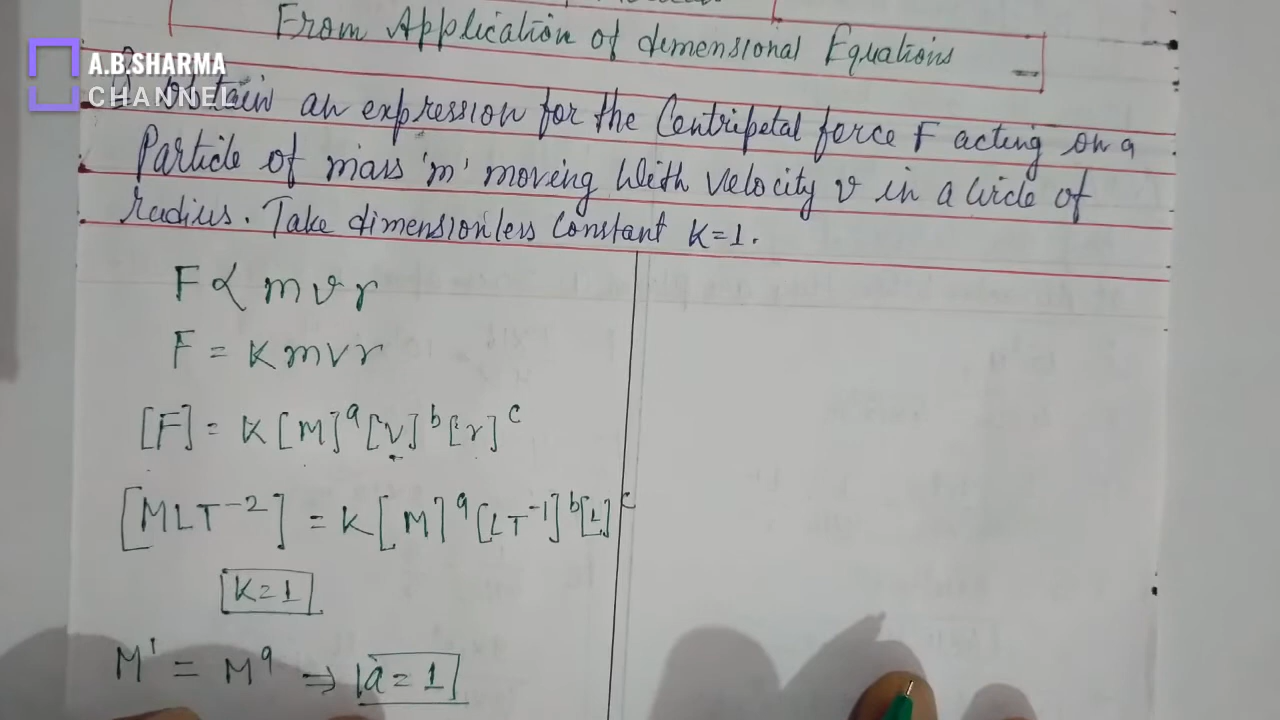 From Application of dimensional Equations
A.B.SHARMA
CHANNEL
obtain an expression for the Centripetal force F acting on a
Particle of mass 'm' moving With velocity v in a Circle of
radius. Take dimensionless Constant K=1.
F ∝ m v r
F = K m v r
[F] = K [M]^a [V]^b [r]^c
[MLT^-2] = K [M]^a [LT^-1]^b [L]^c
K=1
M^1 = M^a ⇒ a = 1